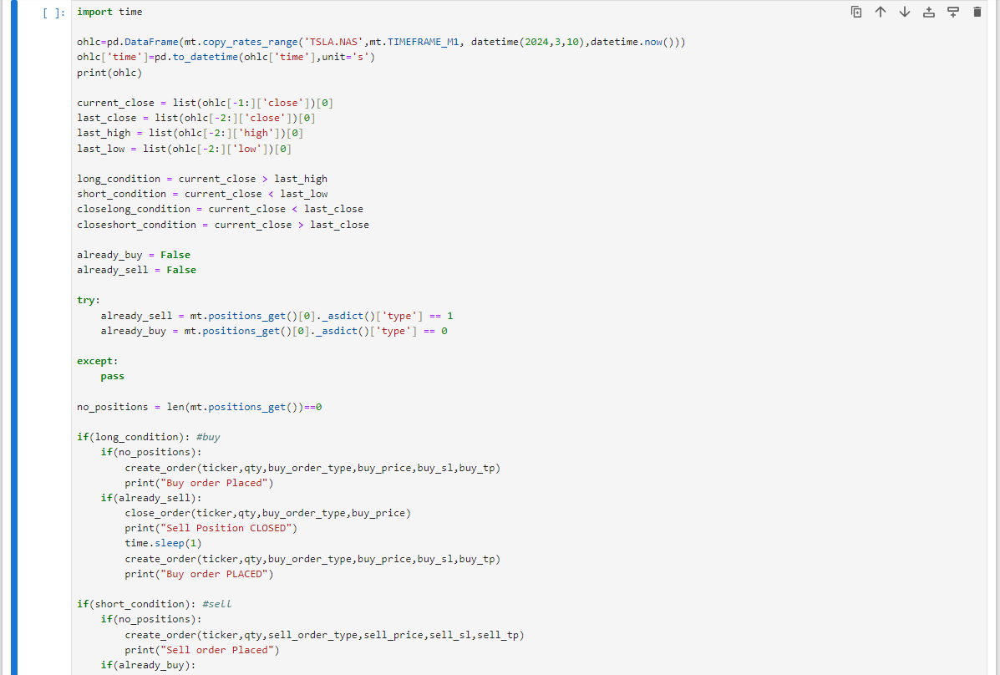 [ ]: import time
ohlc=pd.DataFrame(mt.copy_rates_range('TSLA.NAS',mt.TIMEFRAME_M1, datetime(2024,3,10),datetime.now()))
ohlc['time']=pd.to_datetime(ohlc['time'],unit='s')
print(ohlc)
current_close = list(ohlc[-1:]['close'])[0]
last_close = list(ohlc[-2:]['close'])[0]
last_high = list(ohlc[-2:]['high'])[0]
last_low = list(ohlc[-2:]['low'])[0]
long_condition = current_close > last_high
short_condition = current_close < last_low
closelong_condition = current_close < last_close
closeshort_condition = current_close > last_close
already_buy = False
already_sell = False
try:
    already_sell = mt.positions_get()[0]._asdict()['type'] == 1
    already_buy = mt.positions_get()[0]._asdict()['type'] == 0
except:
    pass
no_positions = len(mt.positions_get())==0
if(long_condition): #buy
    if(no_positions):
        create_order(ticker,qty,buy_order_type,buy_price,buy_sl,buy_tp)
        print("Buy order Placed")
    if(already_sell):
        close_order(ticker,qty,buy_order_type,buy_price)
        print("Sell Position CLOSED")
        time.sleep(1)
        create_order(ticker,qty,buy_order_type,buy_price,buy_sl,buy_tp)
        print("Buy order PLACED")
if(short_condition): #sell
    if(no_positions):
        create_order(ticker,qty,sell_order_type,sell_price,sell_sl,sell_tp)
        print("Sell order Placed")
    if(already_buy):